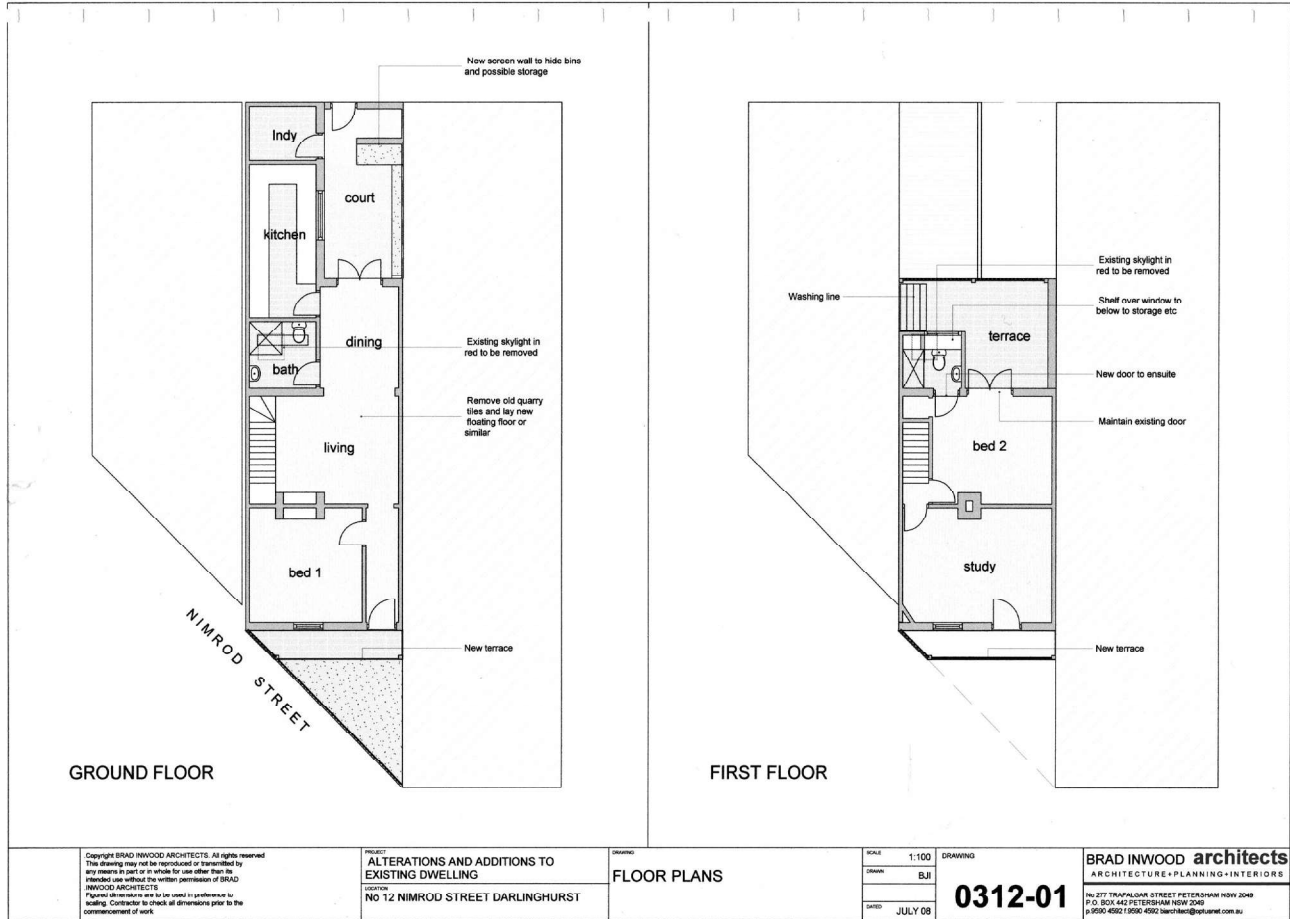 New screen wall to hide bins
and possible storage
lndy
court
kitchen
dining
Existing skylight in
red to be removed
bath
Remove old quarry
tiles and lay new
floating floor or
similar
living
bed 1
NIMROD STREET
New terrace
GROUND FLOOR
Existing skylight in
red to be removed
Washing line
Shelf over window to
below to storage etc
terrace
New door to ensuite
Maintain existing door
bed 2
study
New terrace
FIRST FLOOR
Copyright BRAD INWOOD ARCHITECTS. All rights reserved
This drawing may not be reproduced or transmitted by
any means in part or in whole for use other than its
intended use without the written permission of BRAD
INWOOD ARCHITECTS
Figured dimensions are to be used in preference to
scaling. Contractor to check all dimensions prior to the
commencement of work
PROJECT
ALTERATIONS AND ADDITIONS TO
EXISTING DWELLING
LOCATION
No 12 NIMROD STREET DARLINGHURST
DRAWING
FLOOR PLANS
SCALE 1:100
DRAWN BJI
DATED JULY 08
DRAWING
0312-01
BRAD INWOOD architects
ARCHITECTURE+PLANNING+INTERIORS
No 277 TRAFALGAR STREET PETERSHAM NSW 2049
P.O. BOX 442 PETERSHAM NSW 2049
p.9590 4592 f.9590 4592 biarchitect@optusnet.com.au